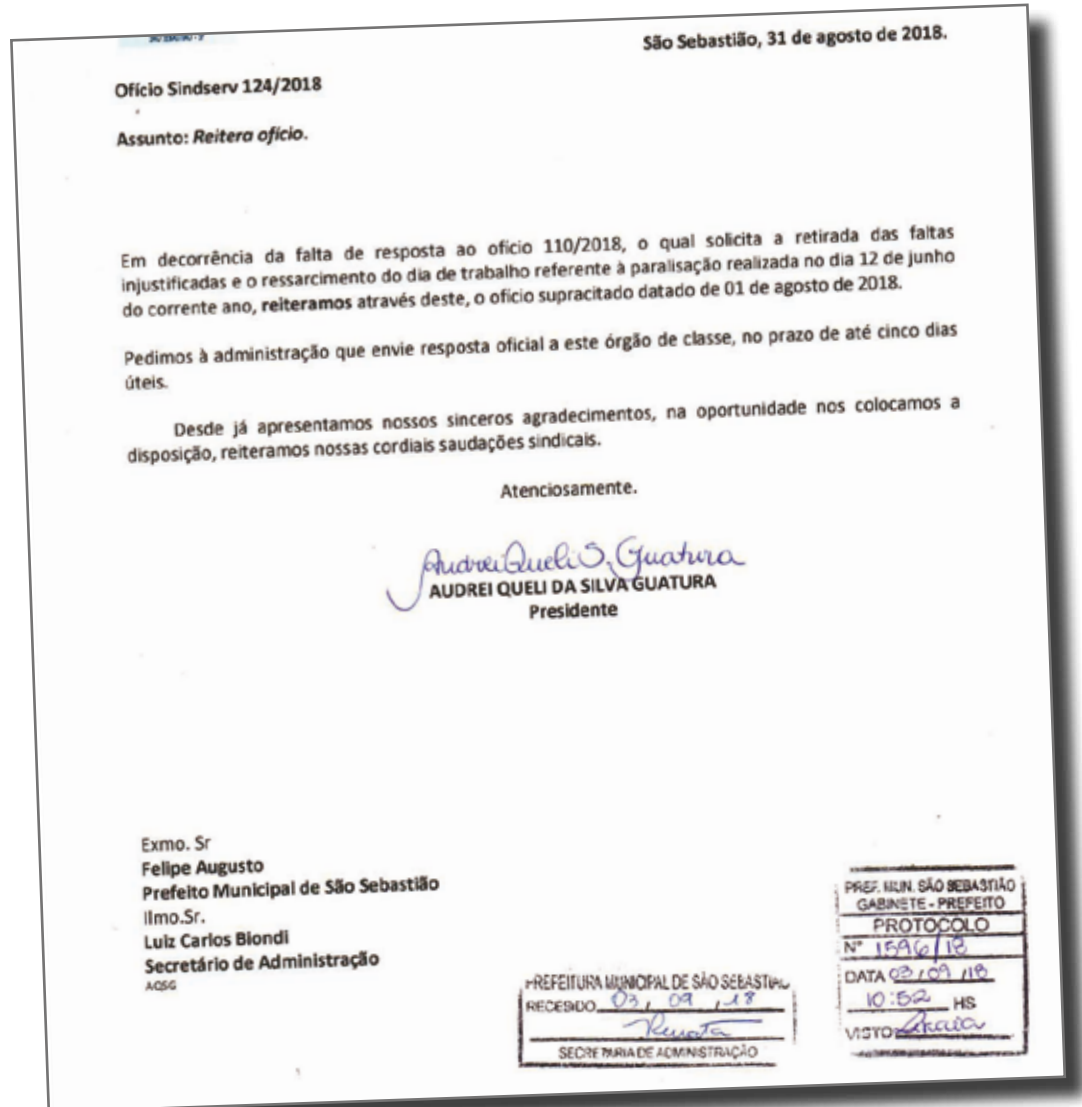 São Sebastião, 31 de agosto de 2018.
Ofício Sindserv 124/2018
Assunto: Reitera ofício.
Em decorrência da falta de resposta ao ofício 110/2018, o qual solicita a retirada das faltas
injustificadas e o ressarcimento do dia de trabalho referente à paralisação realizada no dia 12 de junho
do corrente ano, reiteramos através deste, o ofício supracitado datado de 01 de agosto de 2018.
Pedimos à administração que envie resposta oficial a este órgão de classe, no prazo de até cinco dias
úteis.
Desde já apresentamos nossos sinceros agradecimentos, na oportunidade nos colocamos a
disposição, reiteramos nossas cordiais saudações sindicais.
Atenciosamente.
Audrei Queli S. Guatura
AUDREI QUELI DA SILVA GUATURA
Presidente
Exmo. Sr
Felipe Augusto
Prefeito Municipal de São Sebastião
Ilmo.Sr.
Luiz Carlos Biondi
Secretário de Administração
AQSG
PREFEITURA MUNICIPAL DE SÃO SEBASTIÃO
RECEBIDO 03, 09, 18
Renata
SECRETARIA DE ADMINISTRAÇÃO
PREF. MUN. SÃO SEBASTIÃO
GABINETE - PREFEITO
PROTOCOLO
N° 1596/18
DATA 03/09/18
10:52 HS
VISTO